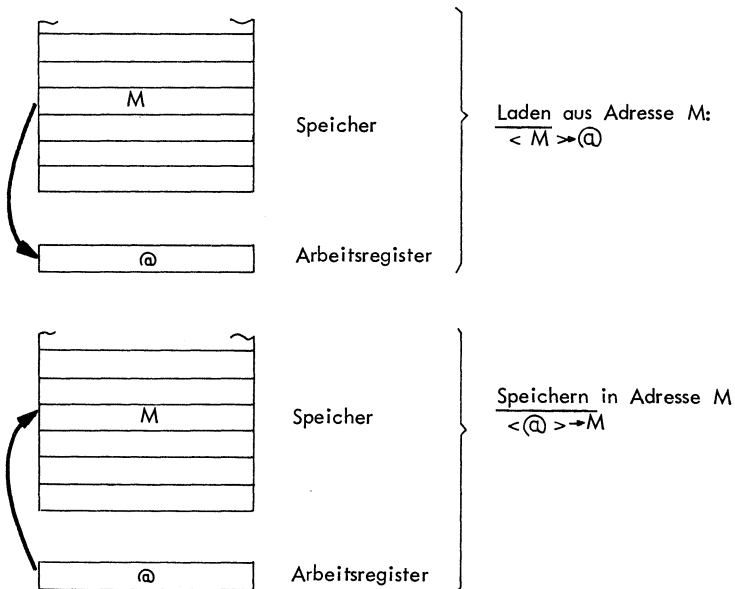 M
Speicher
Laden aus Adresse M:
< M >→@
@
Arbeitsregister
M
Speicher
Speichern in Adresse M
<@ >→M
@
Arbeitsregister